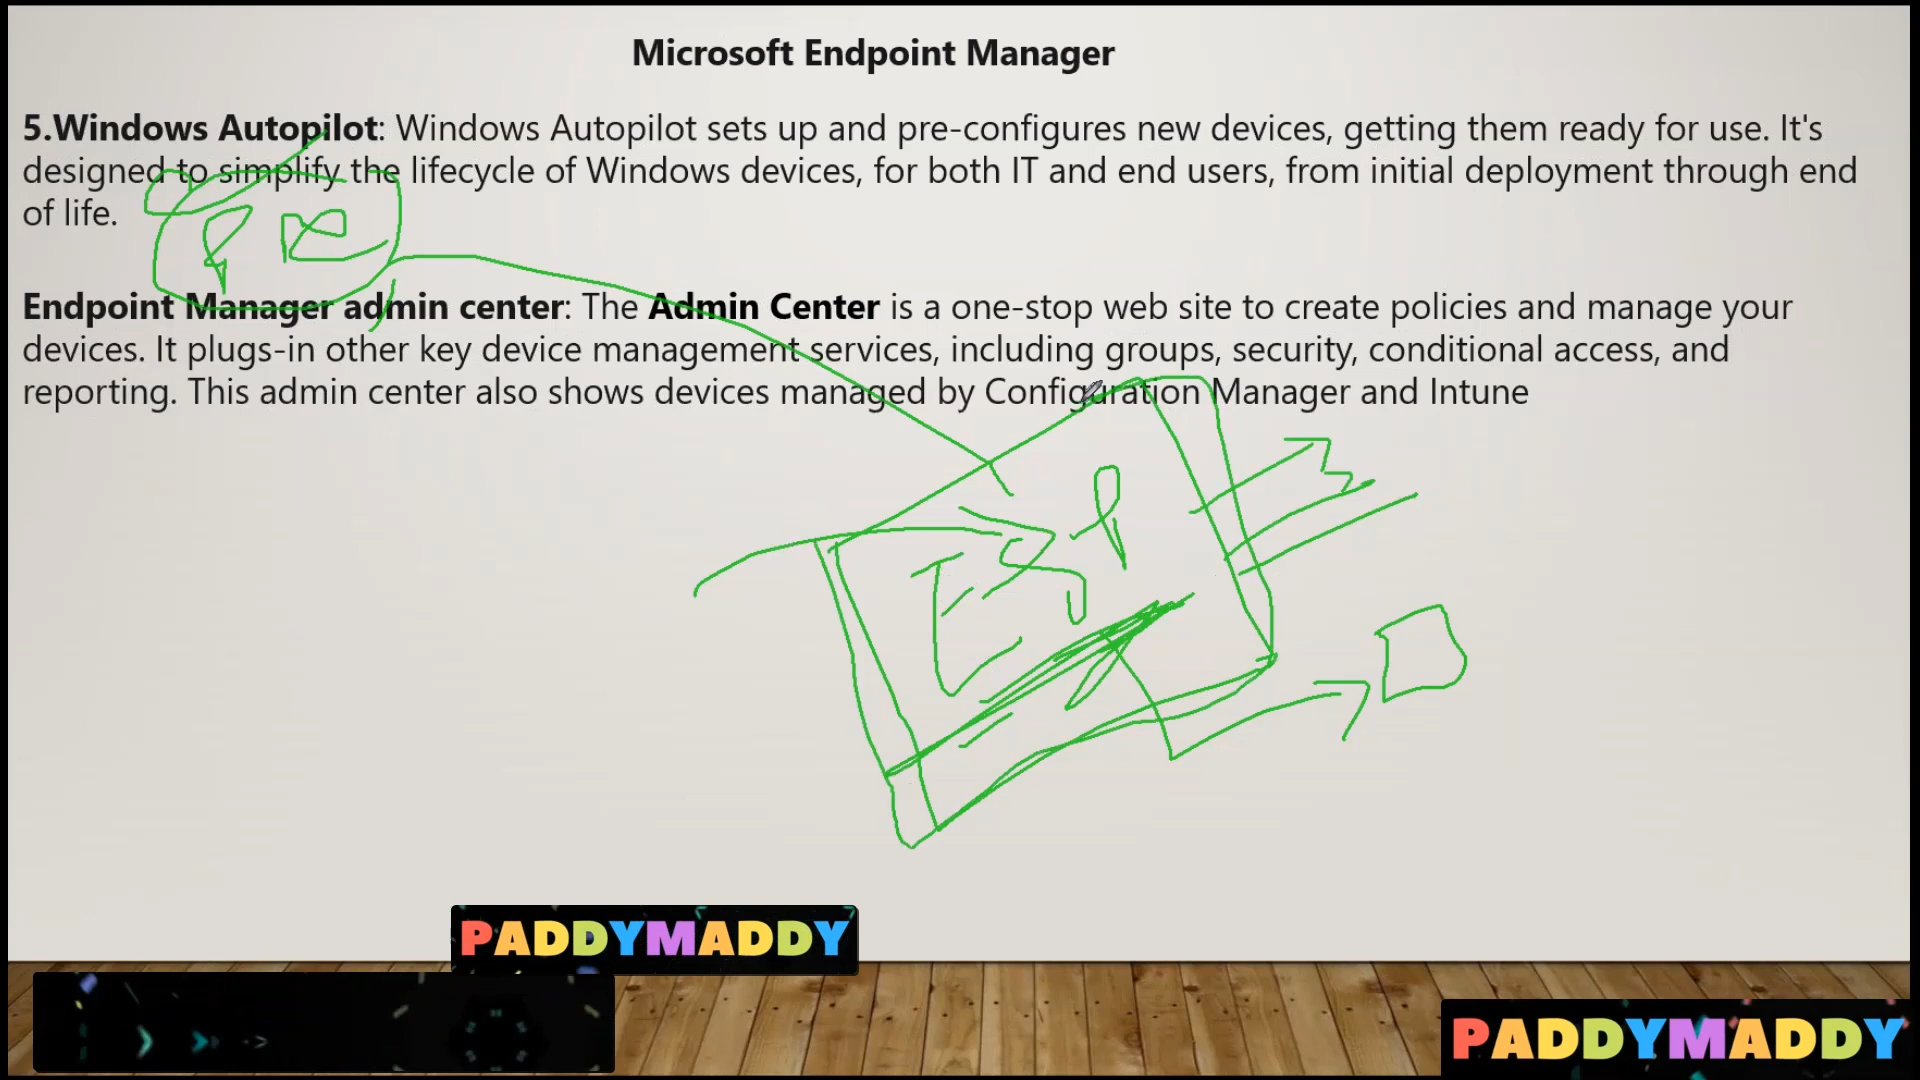 Microsoft Endpoint Manager
5.Windows Autopilot: Windows Autopilot sets up and pre-configures new devices, getting them ready for use. It's
designed to simplify the lifecycle of Windows devices, for both IT and end users, from initial deployment through end
of life.
Endpoint Manager admin center: The Admin Center is a one-stop web site to create policies and manage your
devices. It plugs-in other key device management services, including groups, security, conditional access, and
reporting. This admin center also shows devices managed by Configuration Manager and Intune
PADDYMADDY
PADDYMADDY